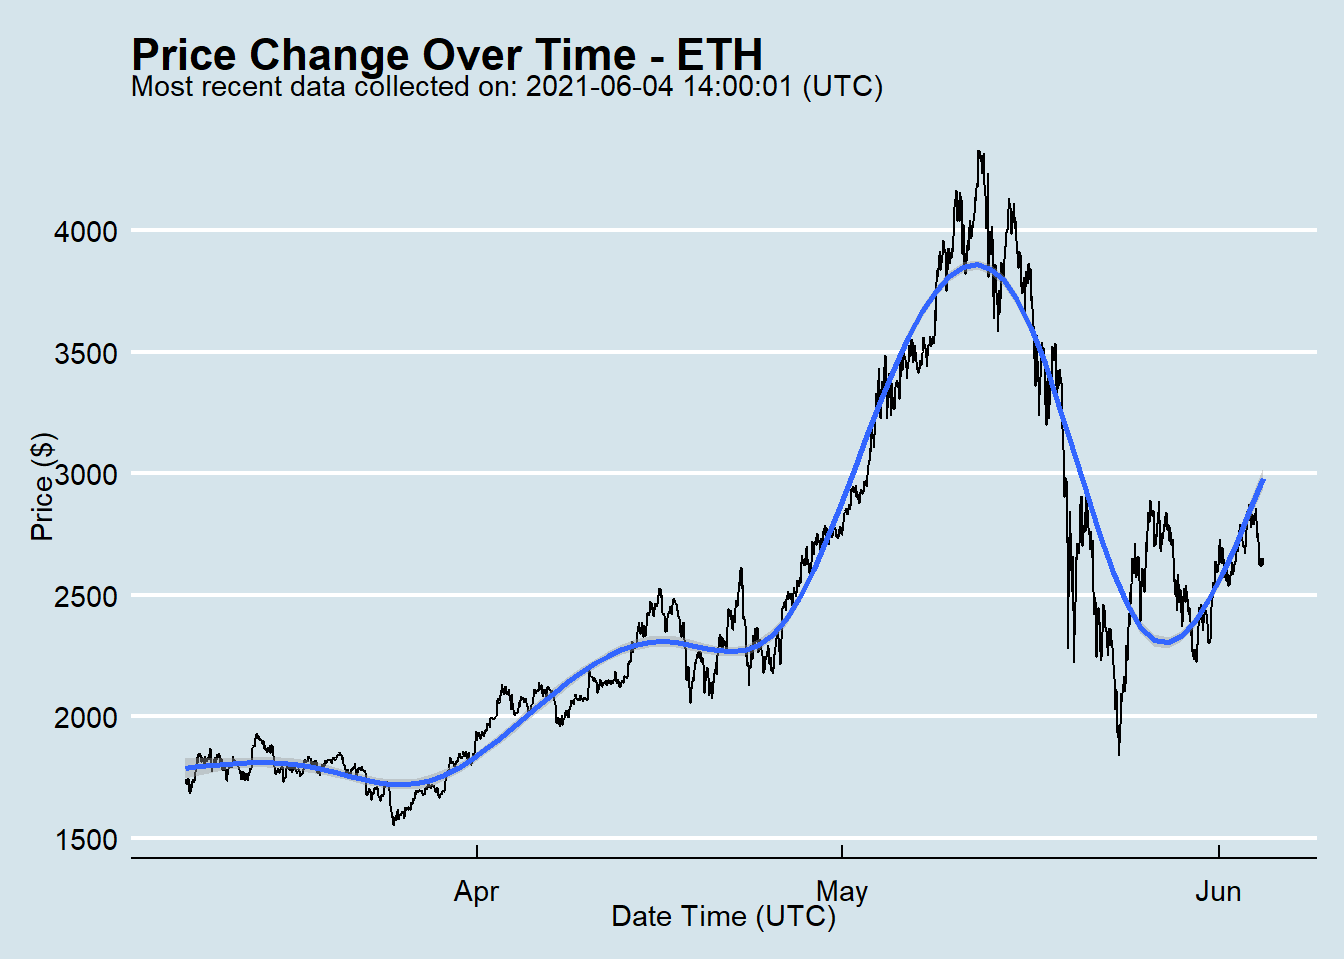 Price Change Over Time - ETH
Most recent data collected on: 2021-06-04 14:00:01 (UTC)
Price ($)
4000
3500
3000
2500
2000
1500
Apr
May
Jun
Date Time (UTC)